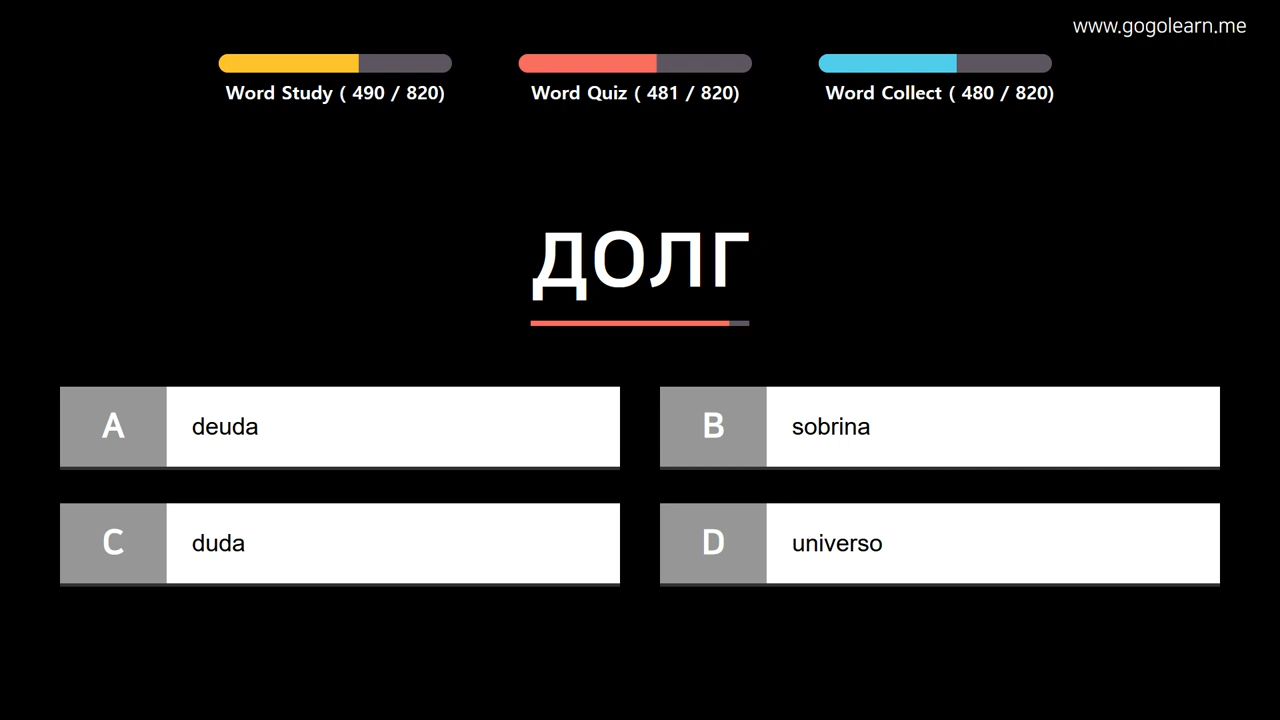 www.gogolearn.me
Word Study ( 490 / 820)
Word Quiz ( 481 / 820)
Word Collect ( 480 / 820)
долг
A deuda
B sobrina
C duda
D universo